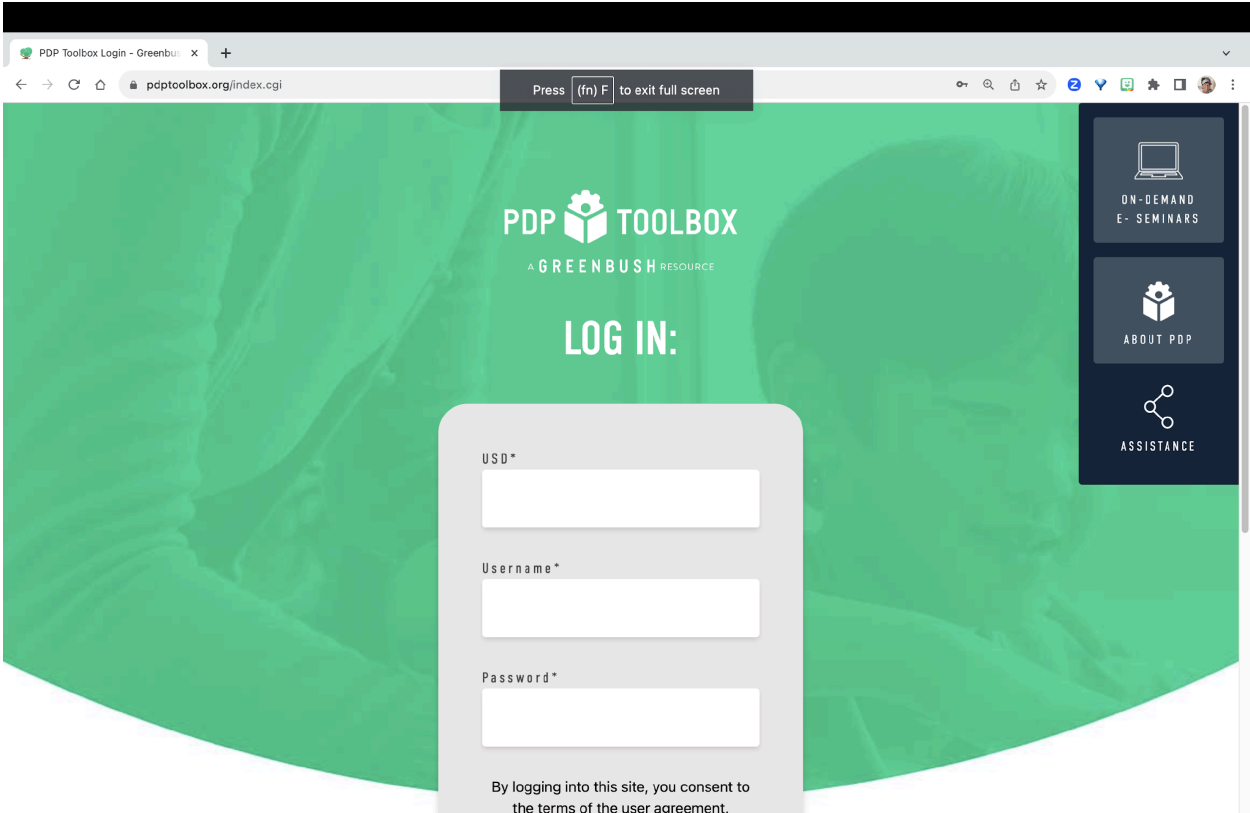 PDP Toolbox Login - Greenbus
pdptoolbox.org/index.cgi
Press (fn) F to exit full screen
PDP TOOLBOX
A GREENBUSH RESOURCE
LOG IN:
USD*
Username*
Password*
By logging into this site, you consent to
the terms of the user agreement.
ON-DEMAND
E- SEMINARS
ABOUT PDP
ASSISTANCE